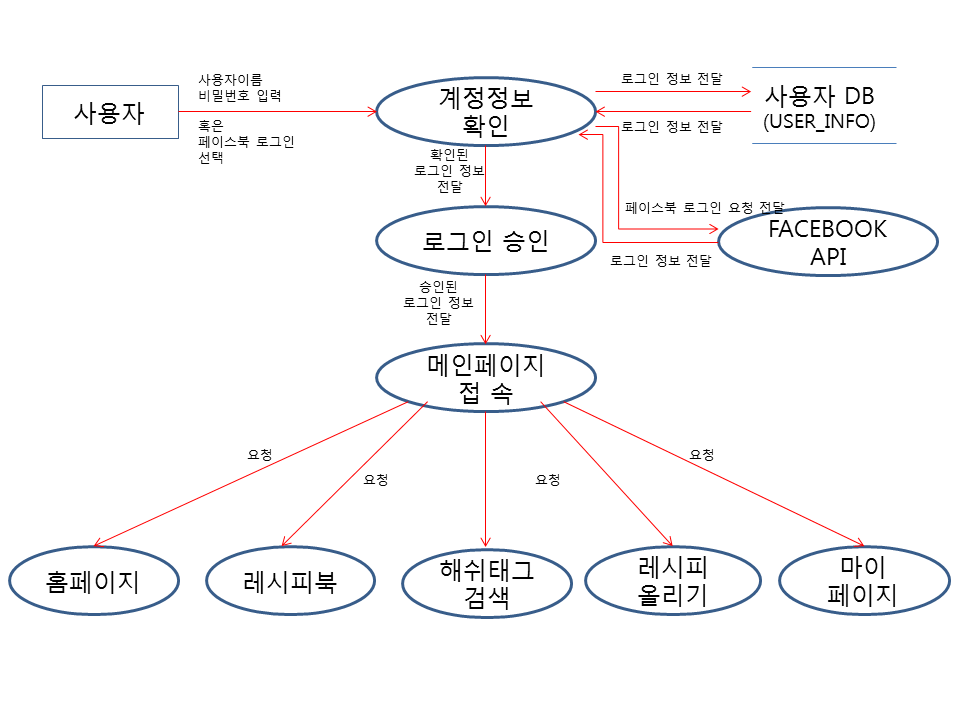 사용자
사용자이름
비밀번호 입력
혹은
페이스북 로그인
선택
계정정보
확인
로그인 정보 전달
로그인 정보 전달
사용자 DB
(USER_INFO)
확인된
로그인 정보
전달
페이스북 로그인 요청 전달
FACEBOOK
API
로그인 정보 전달
로그인 승인
승인된
로그인 정보
전달
메인페이지
접 속
요청
요청
요청
요청
홈페이지
레시피북
해쉬태그
검색
레시피
올리기
마이
페이지